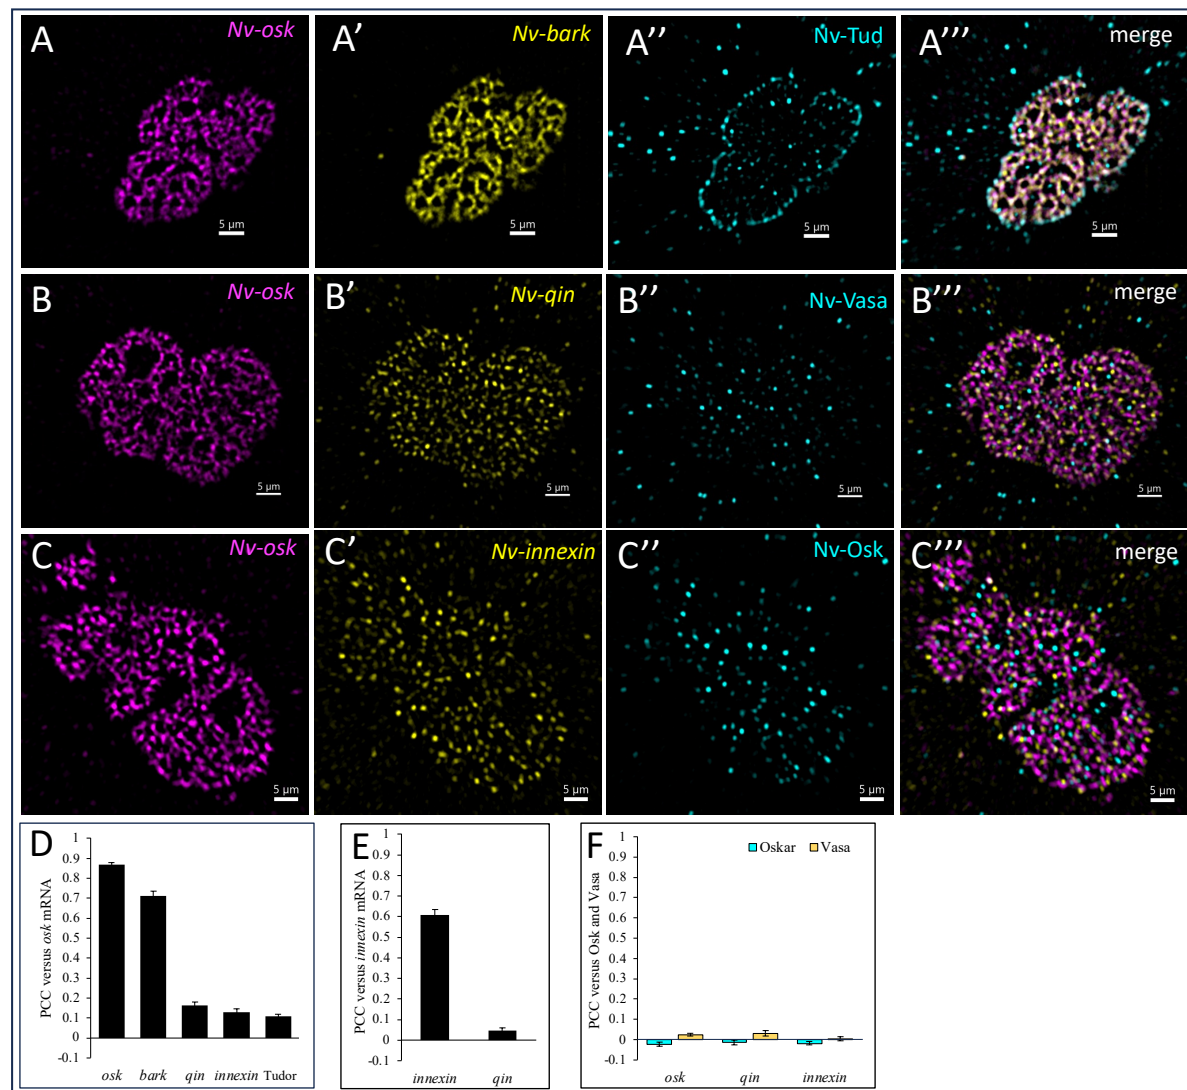 A Nv-osk
5 µm
A' Nv-bark
5 µm
A'' Nv-Tud
5 µm
A''' merge
5 µm
B Nv-osk
5 µm
B' Nv-qin
5 µm
B'' Nv-Vasa
5 µm
B''' merge
5 µm
C Nv-osk
5 µm
C' Nv-innexin
5 µm
C'' Nv-Osk
5 µm
C''' merge
5 µm
D
PCC versus osk mRNA
1
0.9
0.8
0.7
0.6
0.5
0.4
0.3
0.2
0.1
0
-0.1
osk bark qin innexin Tudor
E
PCC versus innexin mRNA
1
0.9
0.8
0.7
0.6
0.5
0.4
0.3
0.2
0.1
0
-0.1
innexin qin
F
Oskar Vasa
PCC versus Osk and Vasa
1
0.9
0.8
0.7
0.6
0.5
0.4
0.3
0.2
0.1
0
-0.1
osk qin innexin